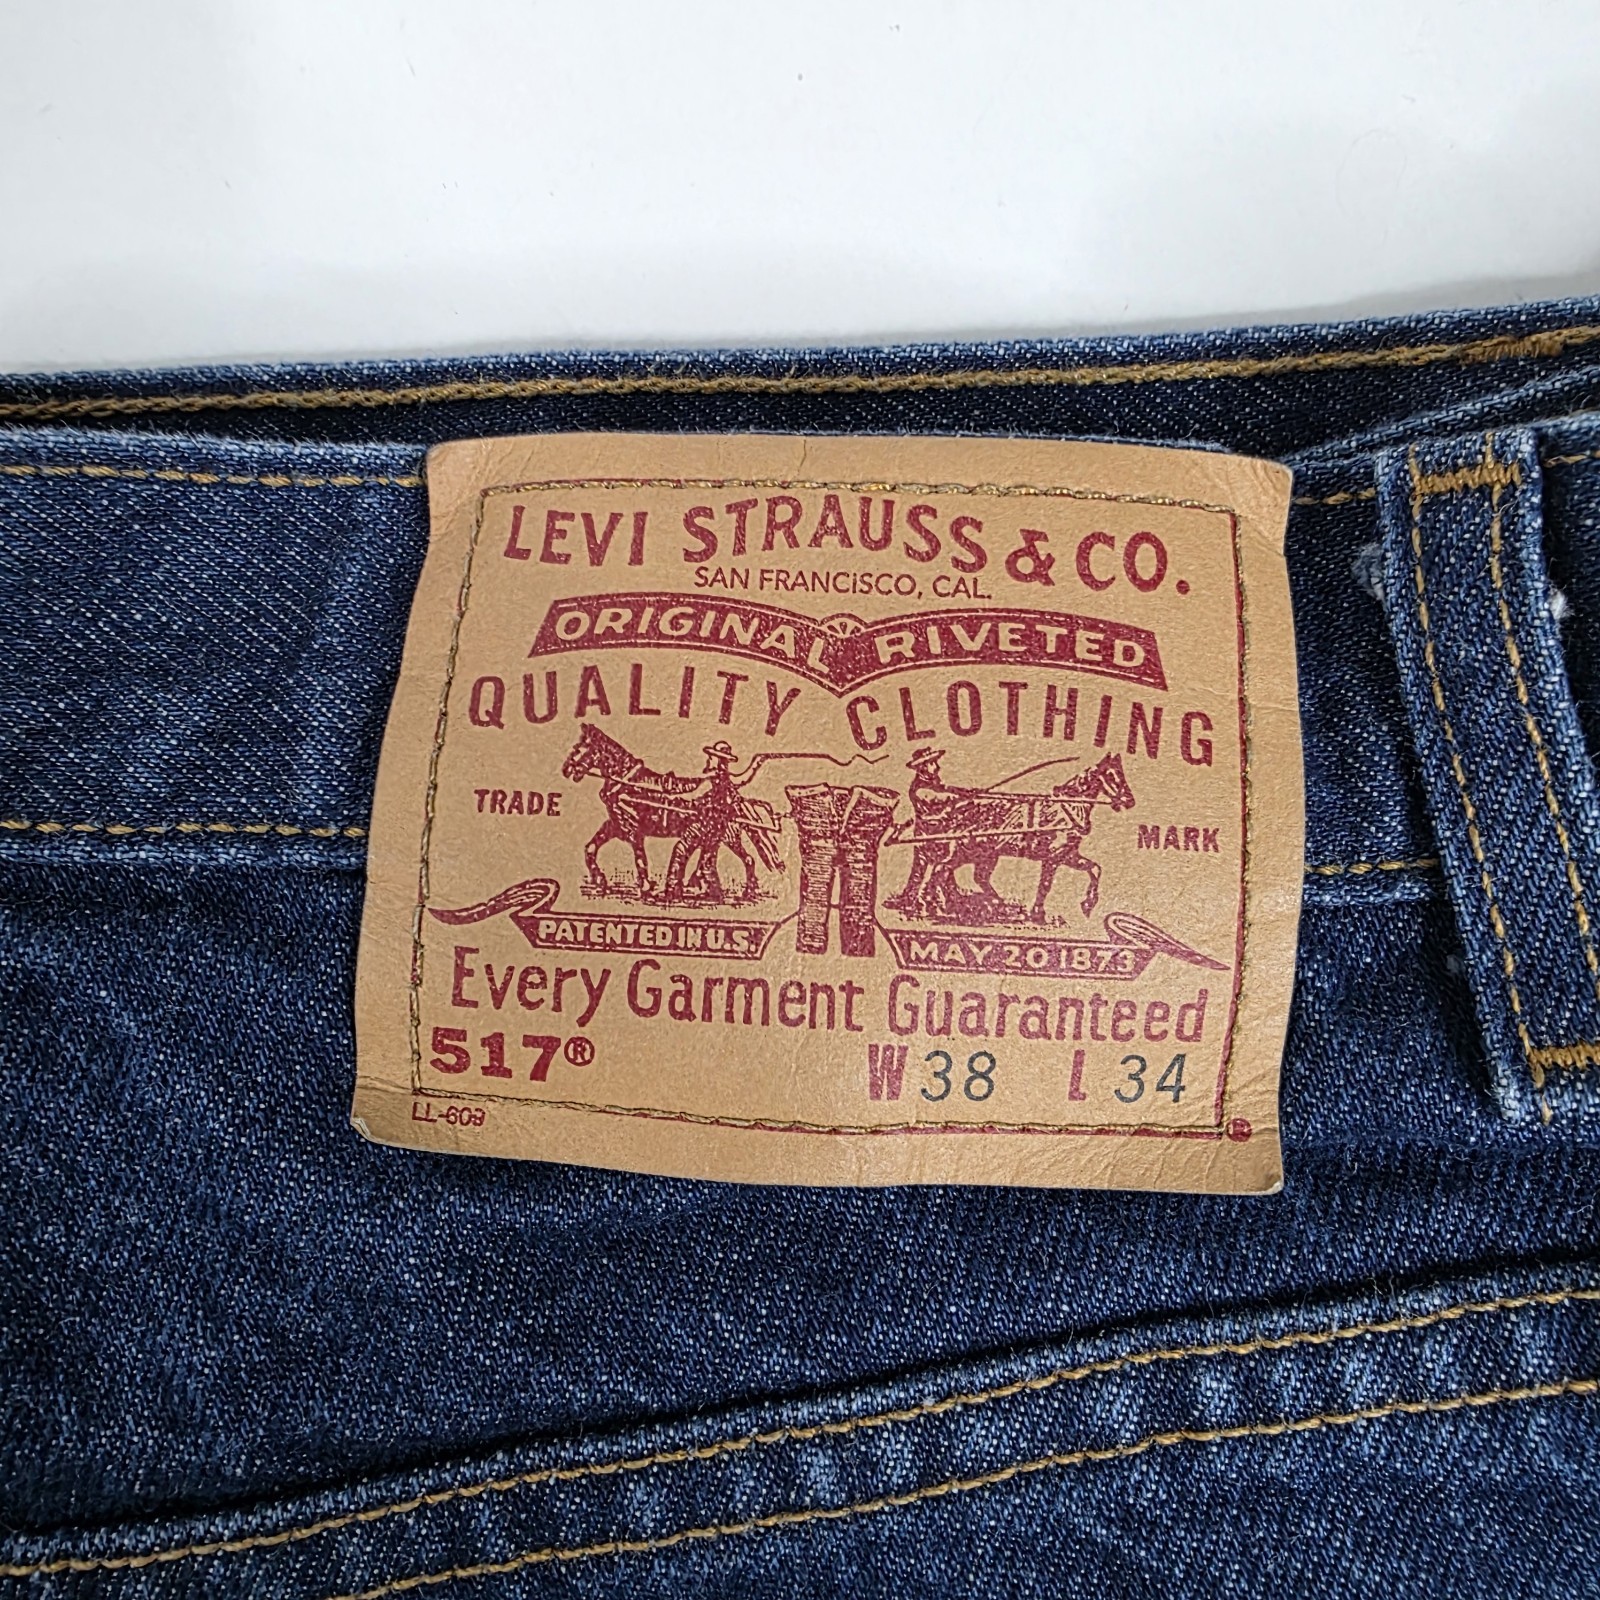 LEVI STRAUSS & CO.
SAN FRANCISCO, CAL.
ORIGINAL RIVETED
QUALITY CLOTHING
TRADE MARK
PATENTED IN U.S. MAY 20 1873
Every Garment Guaranteed
517® W 38 L 34
LL-609 ®